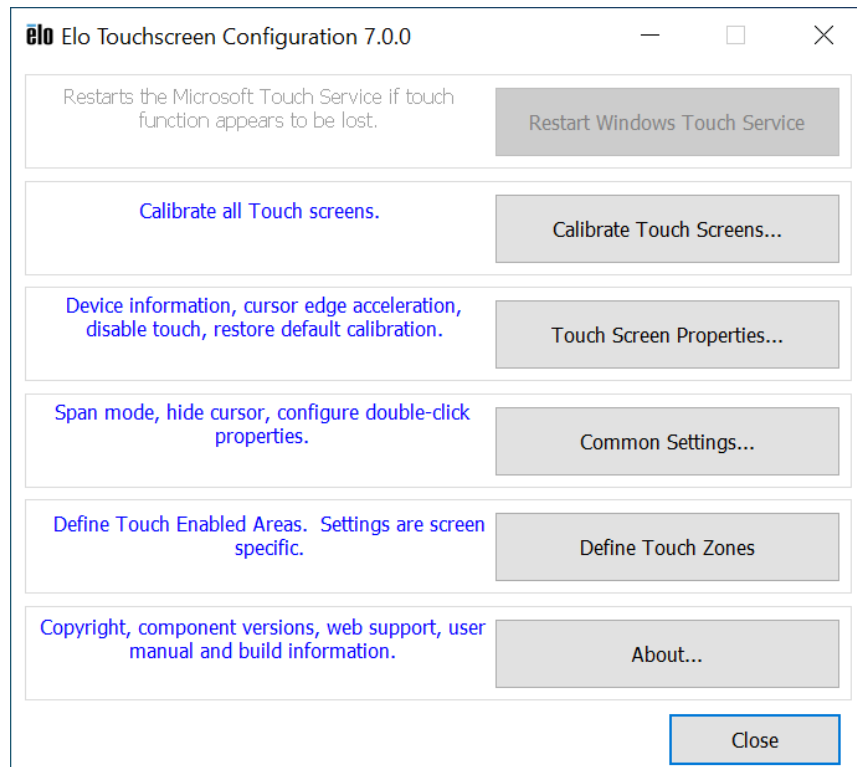 elo Elo Touchscreen Configuration 7.0.0
Restarts the Microsoft Touch Service if touch
function appears to be lost.
Restart Windows Touch Service
Calibrate all Touch screens.
Calibrate Touch Screens...
Device information, cursor edge acceleration,
disable touch, restore default calibration.
Touch Screen Properties...
Span mode, hide cursor, configure double-click
properties.
Common Settings...
Define Touch Enabled Areas.  Settings are screen
specific.
Define Touch Zones
Copyright, component versions, web support, user
manual and build information.
About...
Close